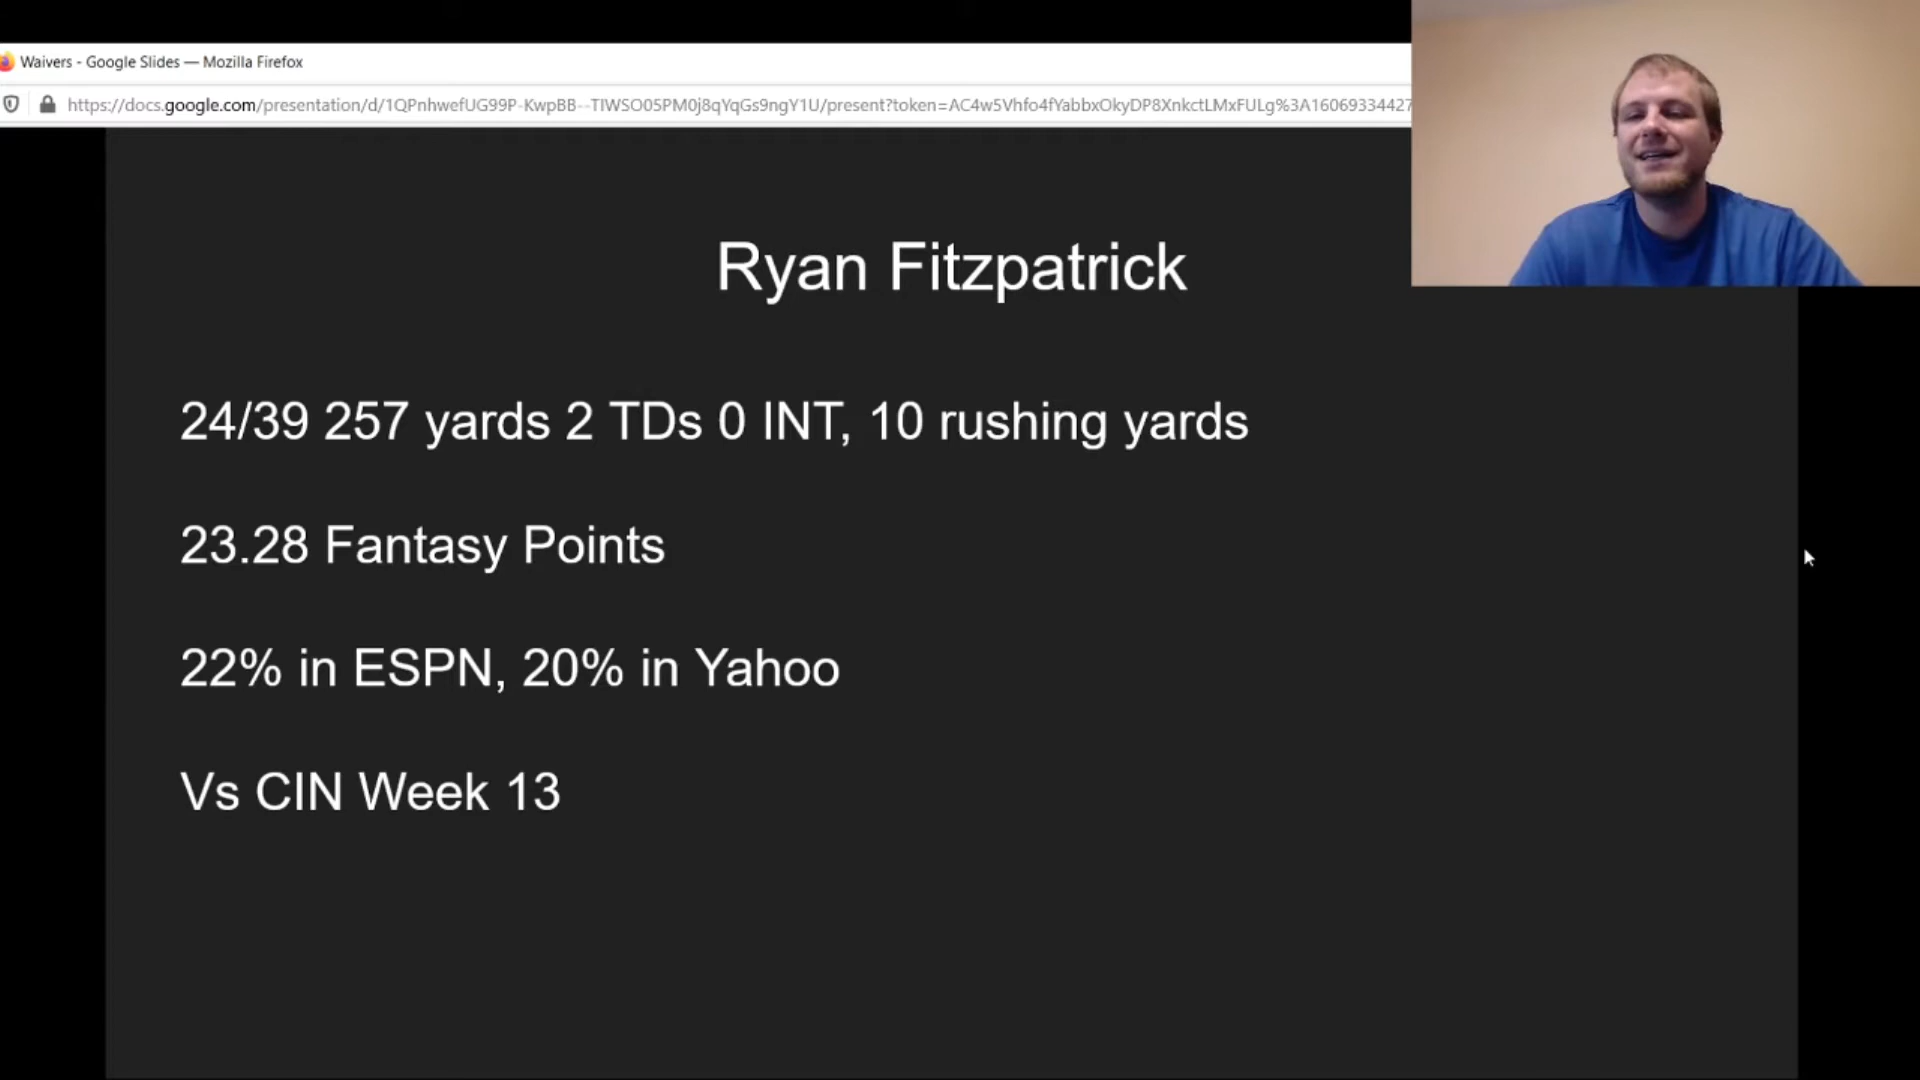 Waivers - Google Slides — Mozilla Firefox
https://docs.google.com/presentation/d/1QPnhwefUG99P-KwpBB--TIWSO05PM0j8qYqGs9ngY1U/present?token=AC4w5Vhfo4fYabbxOkyDP8XnkctLMxFULg%3A16069334427
Ryan Fitzpatrick
24/39 257 yards 2 TDs 0 INT, 10 rushing yards
23.28 Fantasy Points
22% in ESPN, 20% in Yahoo
Vs CIN Week 13